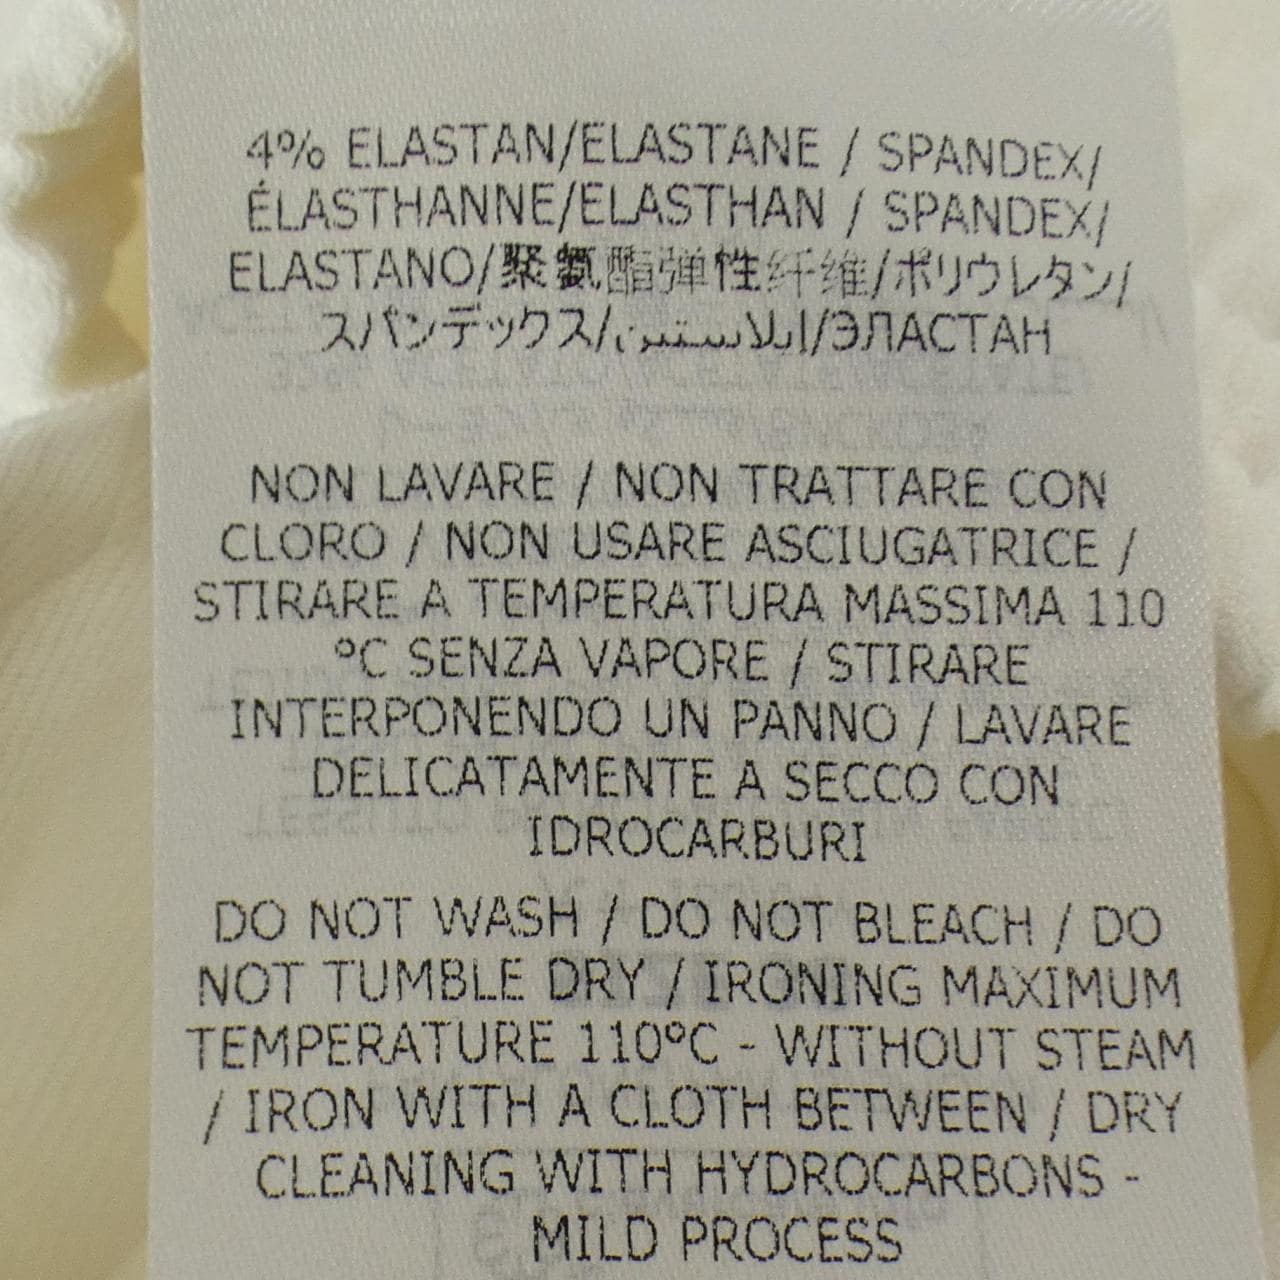 4% ELASTAN/ELASTANE / SPANDEX/
ÉLASTHANNE/ELASTHAN / SPANDEX/
ELASTANO/聚氨酯弹性纤维/ポリウレタン/
スパンデックス/ايلاستين/ЭЛАСТАН
NON LAVARE / NON TRATTARE CON
CLORO / NON USARE ASCIUGATRICE /
STIRARE A TEMPERATURA MASSIMA 110
°C SENZA VAPORE / STIRARE
INTERPONENDO UN PANNO / LAVARE
DELICATAMENTE A SECCO CON
IDROCARBURI
DO NOT WASH / DO NOT BLEACH / DO
NOT TUMBLE DRY / IRONING MAXIMUM
TEMPERATURE 110°C - WITHOUT STEAM
/ IRON WITH A CLOTH BETWEEN / DRY
CLEANING WITH HYDROCARBONS -
MILD PROCESS